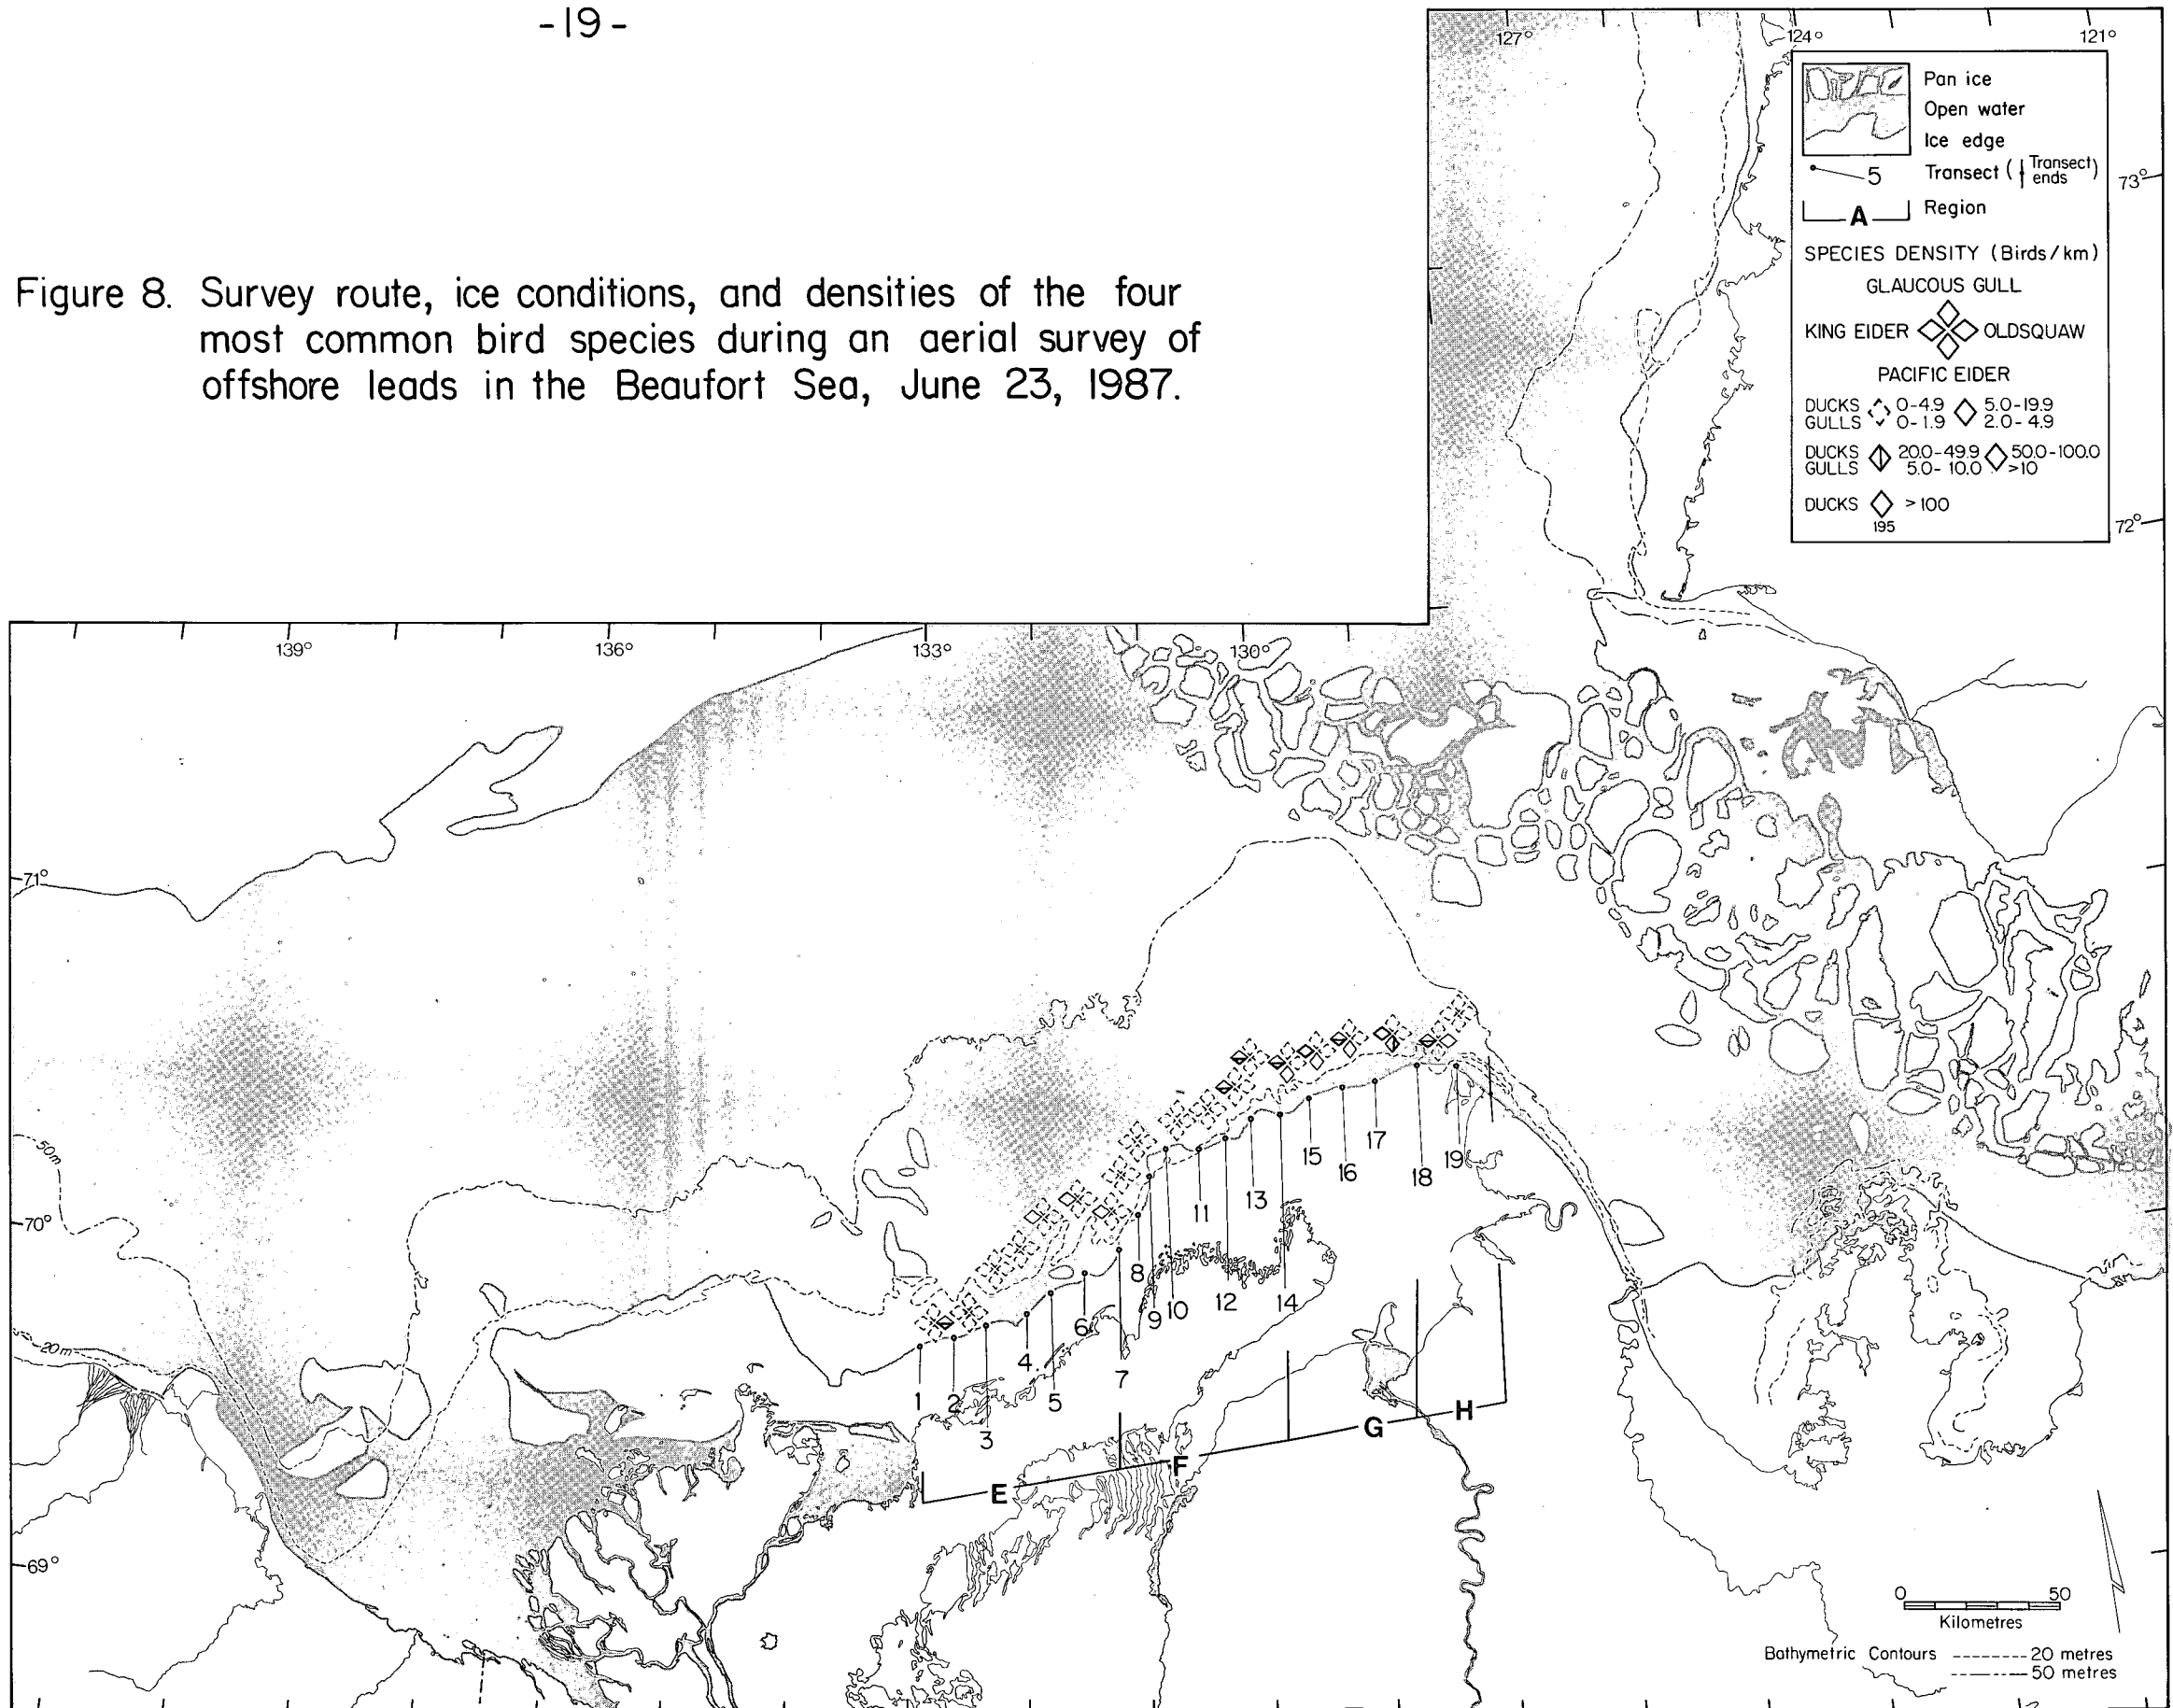 -19-
Figure 8. Survey route, ice conditions, and densities of the four
most common bird species during an aerial survey of
offshore leads in the Beaufort Sea, June 23, 1987.
127°
124°
121°
Pan ice
Open water
Ice edge
5 Transect ( Transect ends )
A Region
SPECIES DENSITY (Birds/km)
GLAUCOUS GULL
KING EIDER OLDSQUAW
PACIFIC EIDER
DUCKS 0-4.9 5.0-19.9
GULLS 0-1.9 2.0-4.9
DUCKS 20.0-49.9 50.0-100.0
GULLS 5.0-10.0 >10
DUCKS >100
195
73°
72°
139°
136°
133°
130°
71°
50m
70°
20m
69°
1
2
3
4
5
6
7
8
9
10
11
12
13
14
15
16
17
18
19
E
F
G
H
0 50
Kilometres
Bathymetric Contours 20 metres
50 metres